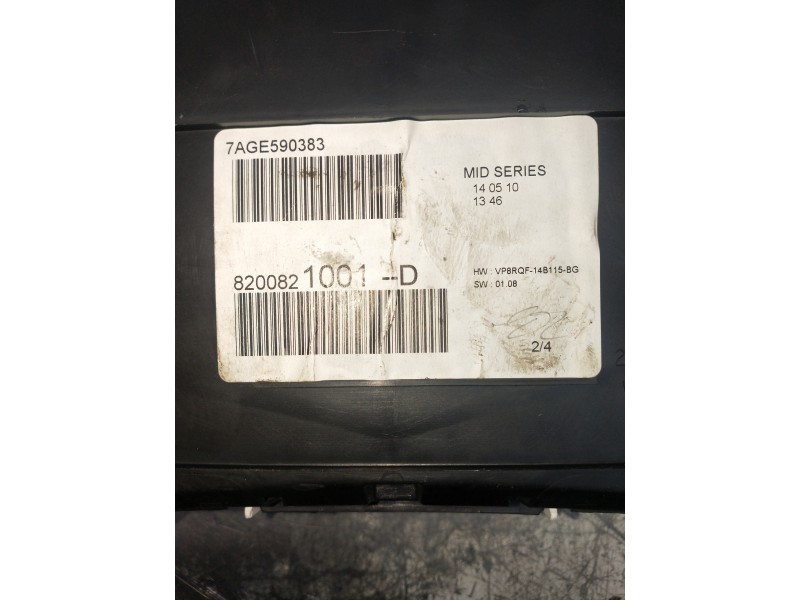 7AGE590383
MID SERIES
14 05 10
13 46
8200821001--D
HW : VP8RQF-14B115-BG
SW : 01.08
2/4